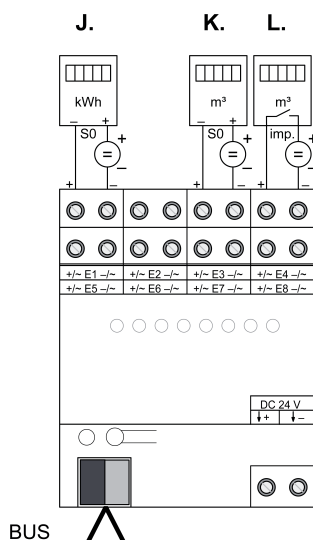 J. K. L.
kWh m³ m³
– + – +
S0 S0 imp.
+ + +
= = =
– – –
+ – + – + –
+/~ E1 –/~ +/~ E2 –/~ +/~ E3 –/~ +/~ E4 –/~
+/~ E5 –/~ +/~ E6 –/~ +/~ E7 –/~ +/~ E8 –/~
DC 24 V
+ –
BUS